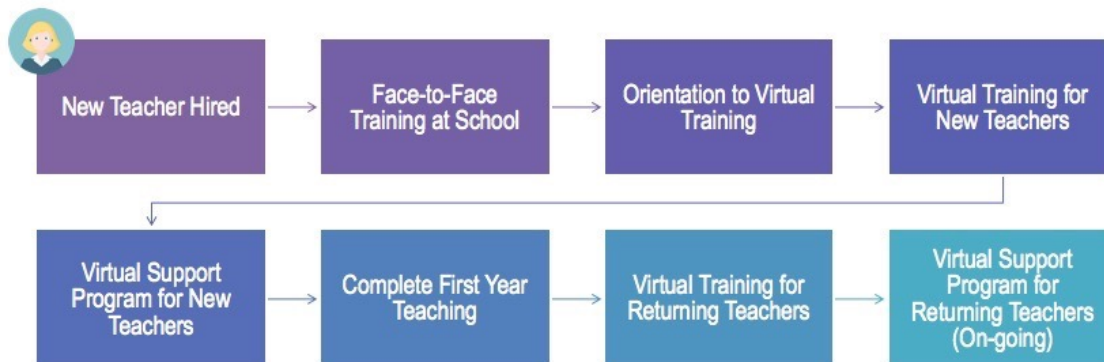 New Teacher Hired
Face-to-Face
Training at School
Orientation to Virtual
Training
Virtual Training for
New Teachers
Virtual Support
Program for New
Teachers
Complete First Year
Teaching
Virtual Training for
Returning Teachers
Virtual Support
Program for
Returning Teachers
(On-going)